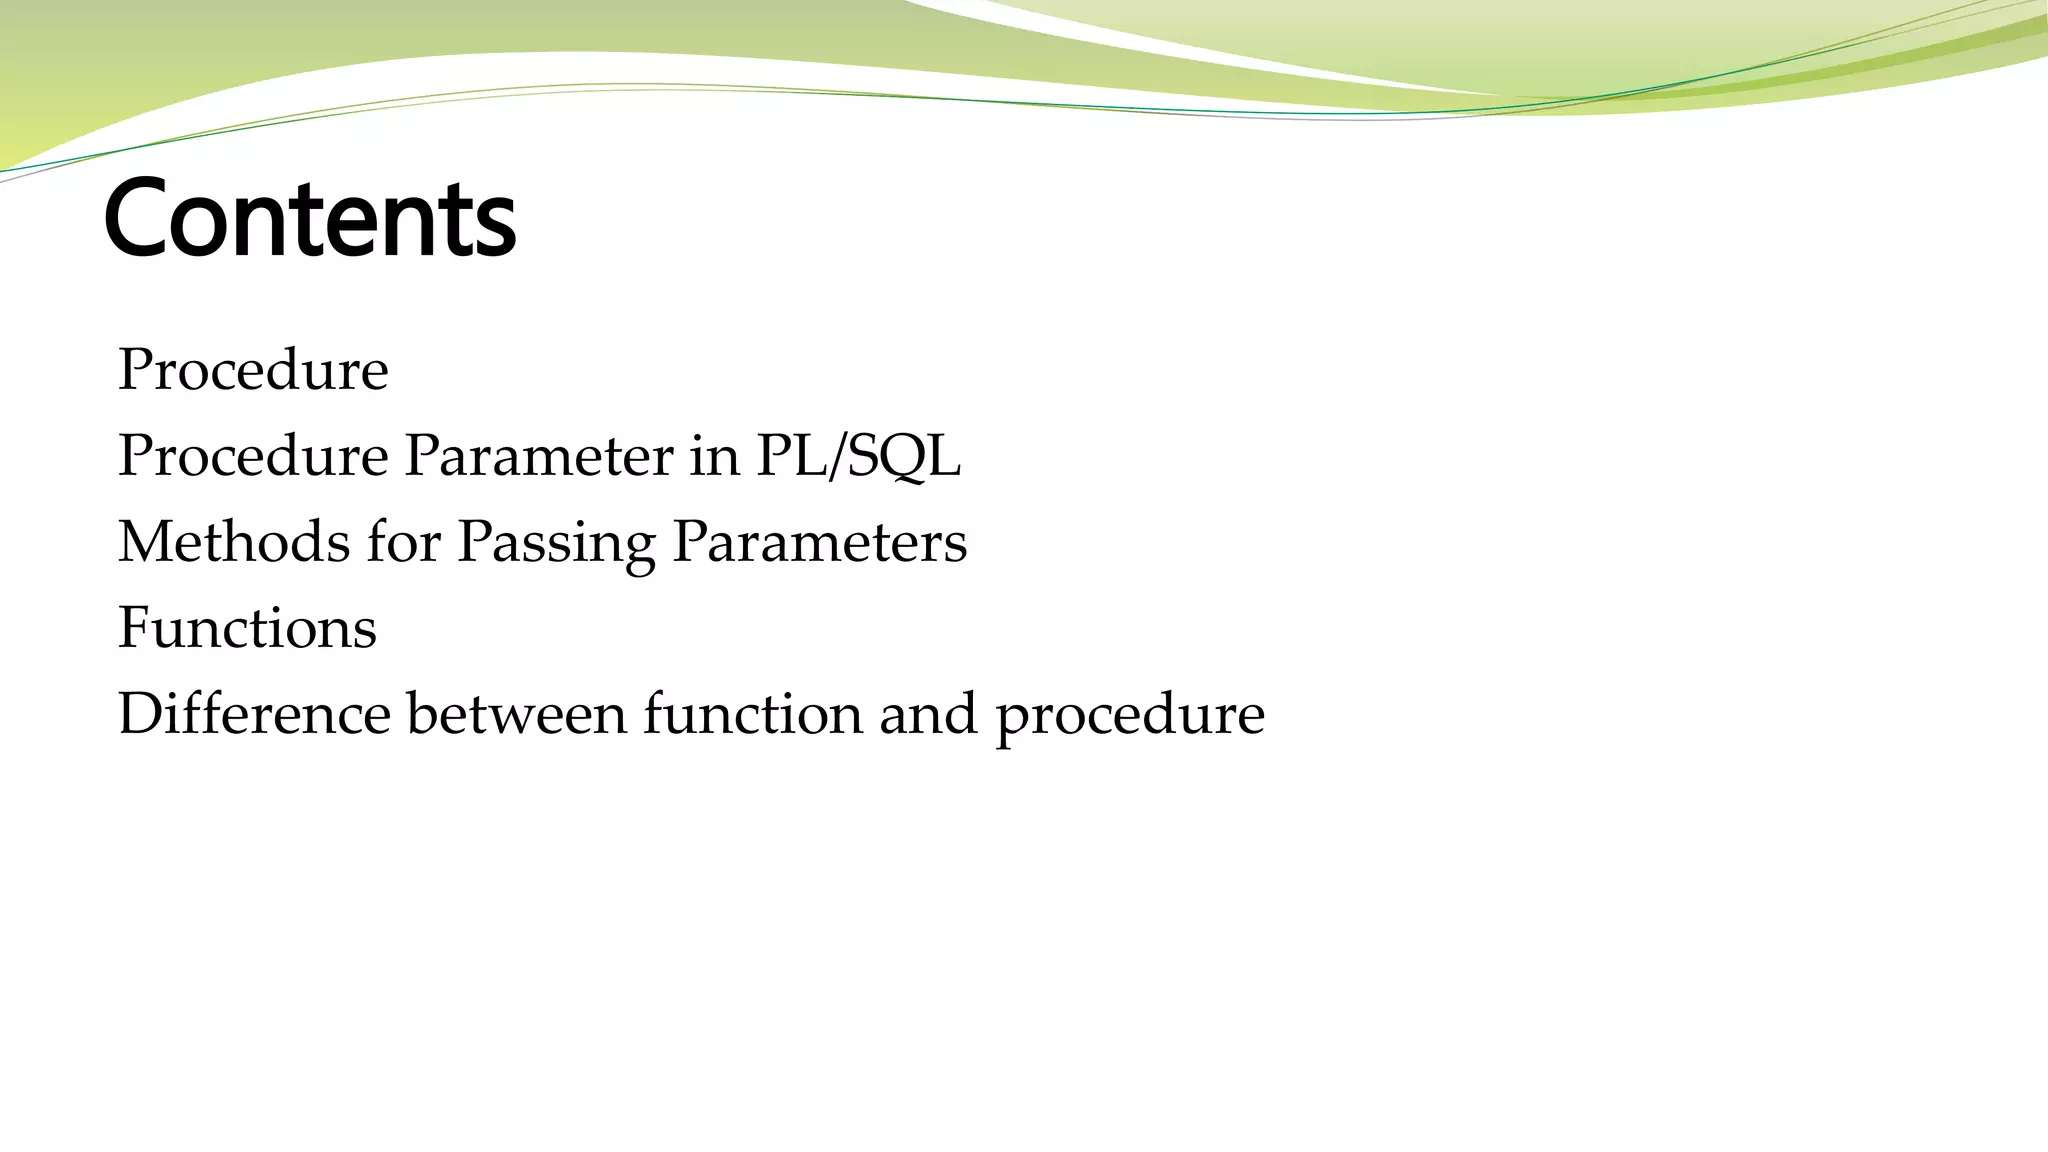 Contents
Procedure
Procedure Parameter in PL/SQL
Methods for Passing Parameters
Functions
Difference between function and procedure